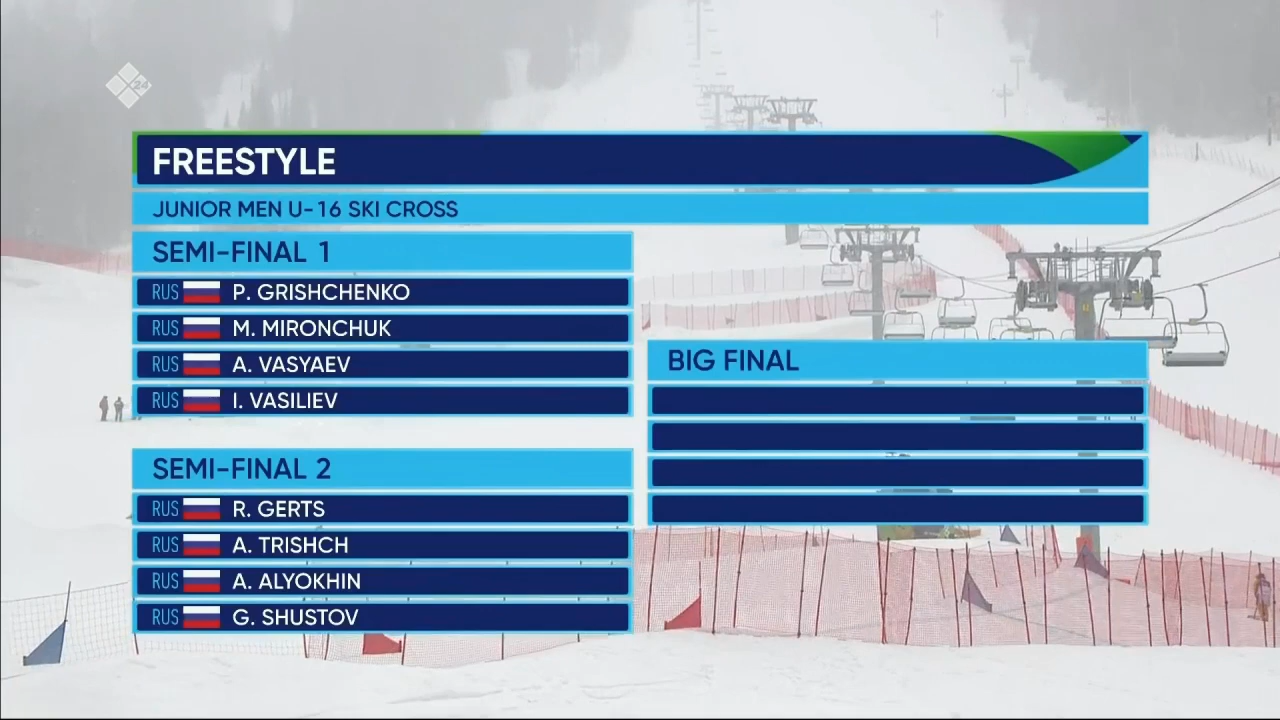 24
FREESTYLE
JUNIOR MEN U-16 SKI CROSS
SEMI-FINAL 1
RUS P. GRISHCHENKO
RUS M. MIRONCHUK
RUS A. VASYAEV
RUS I. VASILIEV
SEMI-FINAL 2
RUS R. GERTS
RUS A. TRISHCH
RUS A. ALYOKHIN
RUS G. SHUSTOV
BIG FINAL